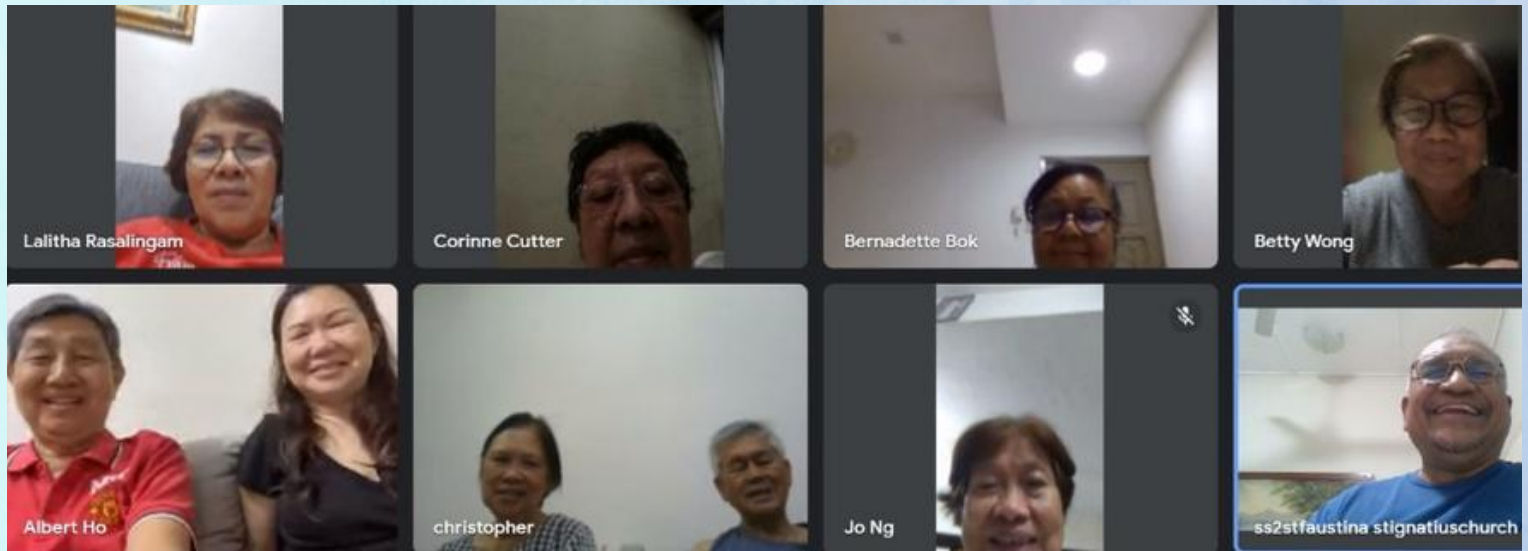 Lalitha Rasalingam
Corinne Cutter
Bernadette Bok
Betty Wong
Albert Ho
christopher
Jo Ng
ss2stfaustina stignatiuschurch